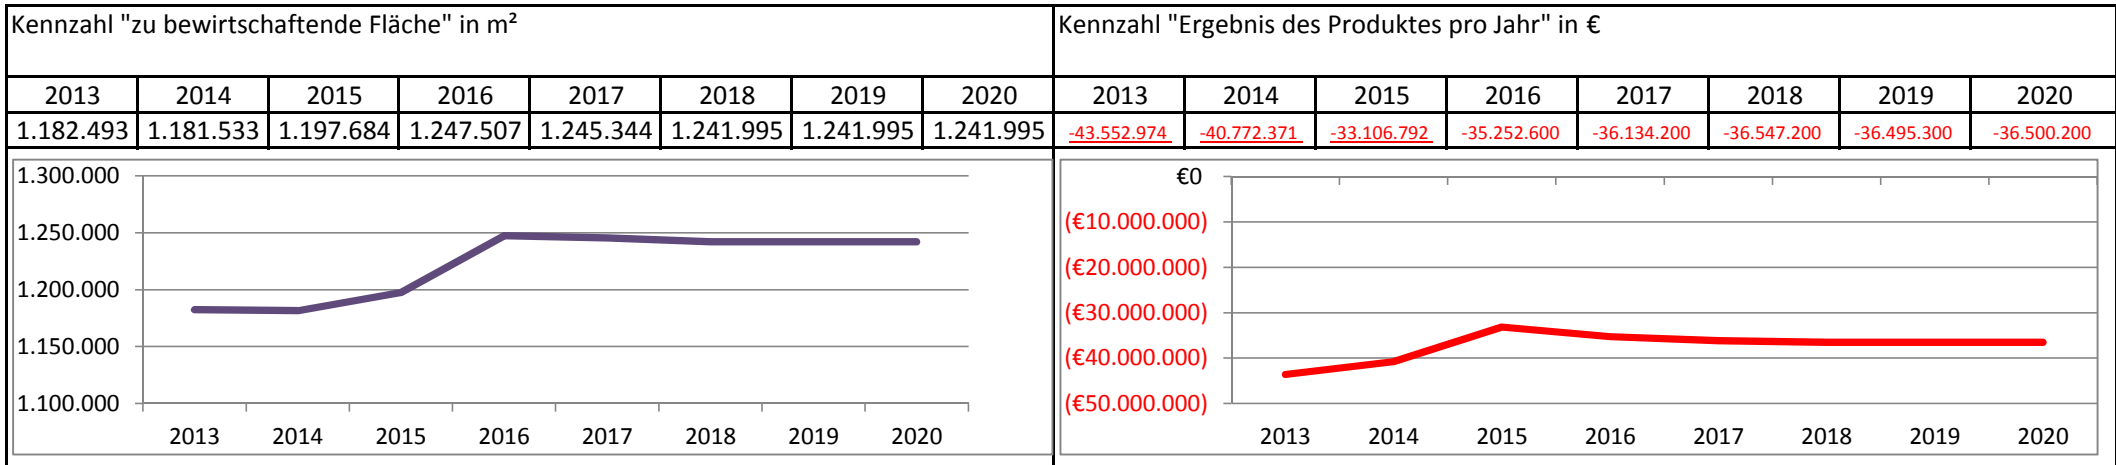 Kennzahl "zu bewirtschaftende Fläche" in m²
2013 2014 2015 2016 2017 2018 2019 2020
1.182.493 1.181.533 1.197.684 1.247.507 1.245.344 1.241.995 1.241.995 1.241.995
1.300.000
1.250.000
1.200.000
1.150.000
1.100.000
2013 2014 2015 2016 2017 2018 2019 2020
Kennzahl "Ergebnis des Produktes pro Jahr" in €
2013 2014 2015 2016 2017 2018 2019 2020
-43.552.974 -40.772.371 -33.106.792 -35.252.600 -36.134.200 -36.547.200 -36.495.300 -36.500.200
€0
(€10.000.000)
(€20.000.000)
(€30.000.000)
(€40.000.000)
(€50.000.000)
2013 2014 2015 2016 2017 2018 2019 2020